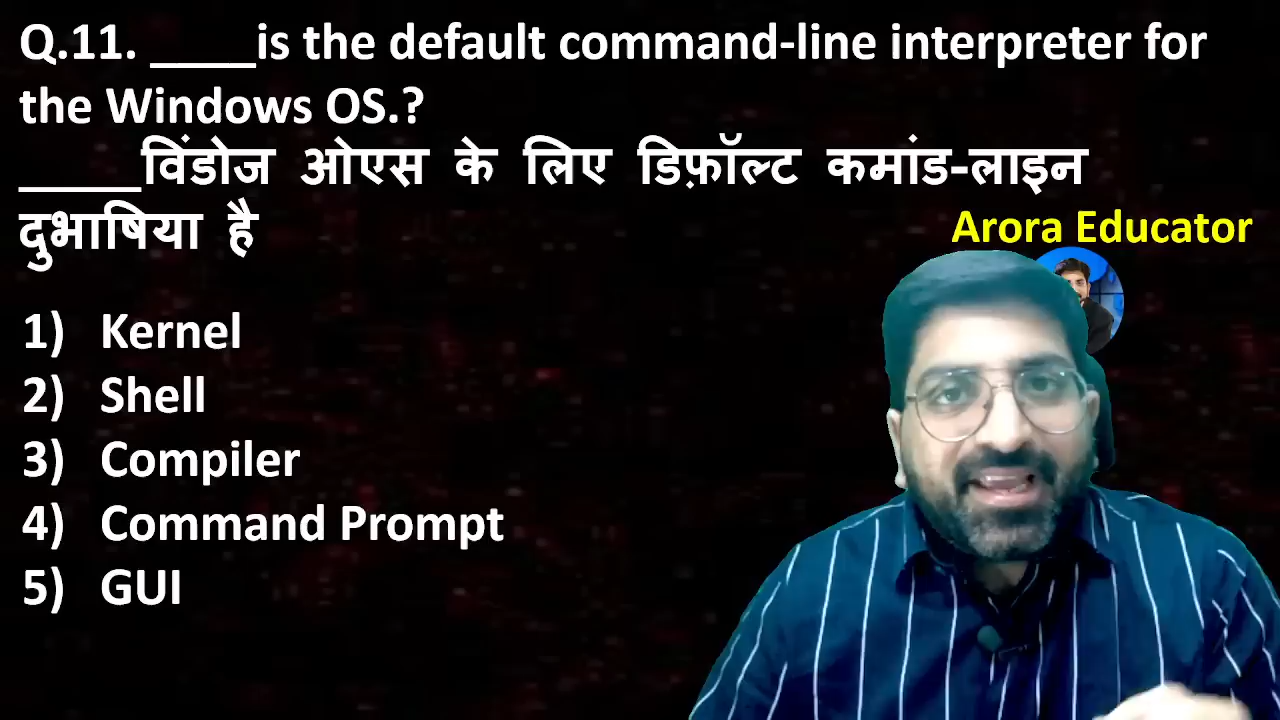 Q.11. ____is the default command-line interpreter for
the Windows OS.?
____विंडोज ओएस के लिए डिफ़ॉल्ट कमांड-लाइन
दुभाषिया है
Arora Educator
1) Kernel
2) Shell
3) Compiler
4) Command Prompt
5) GUI